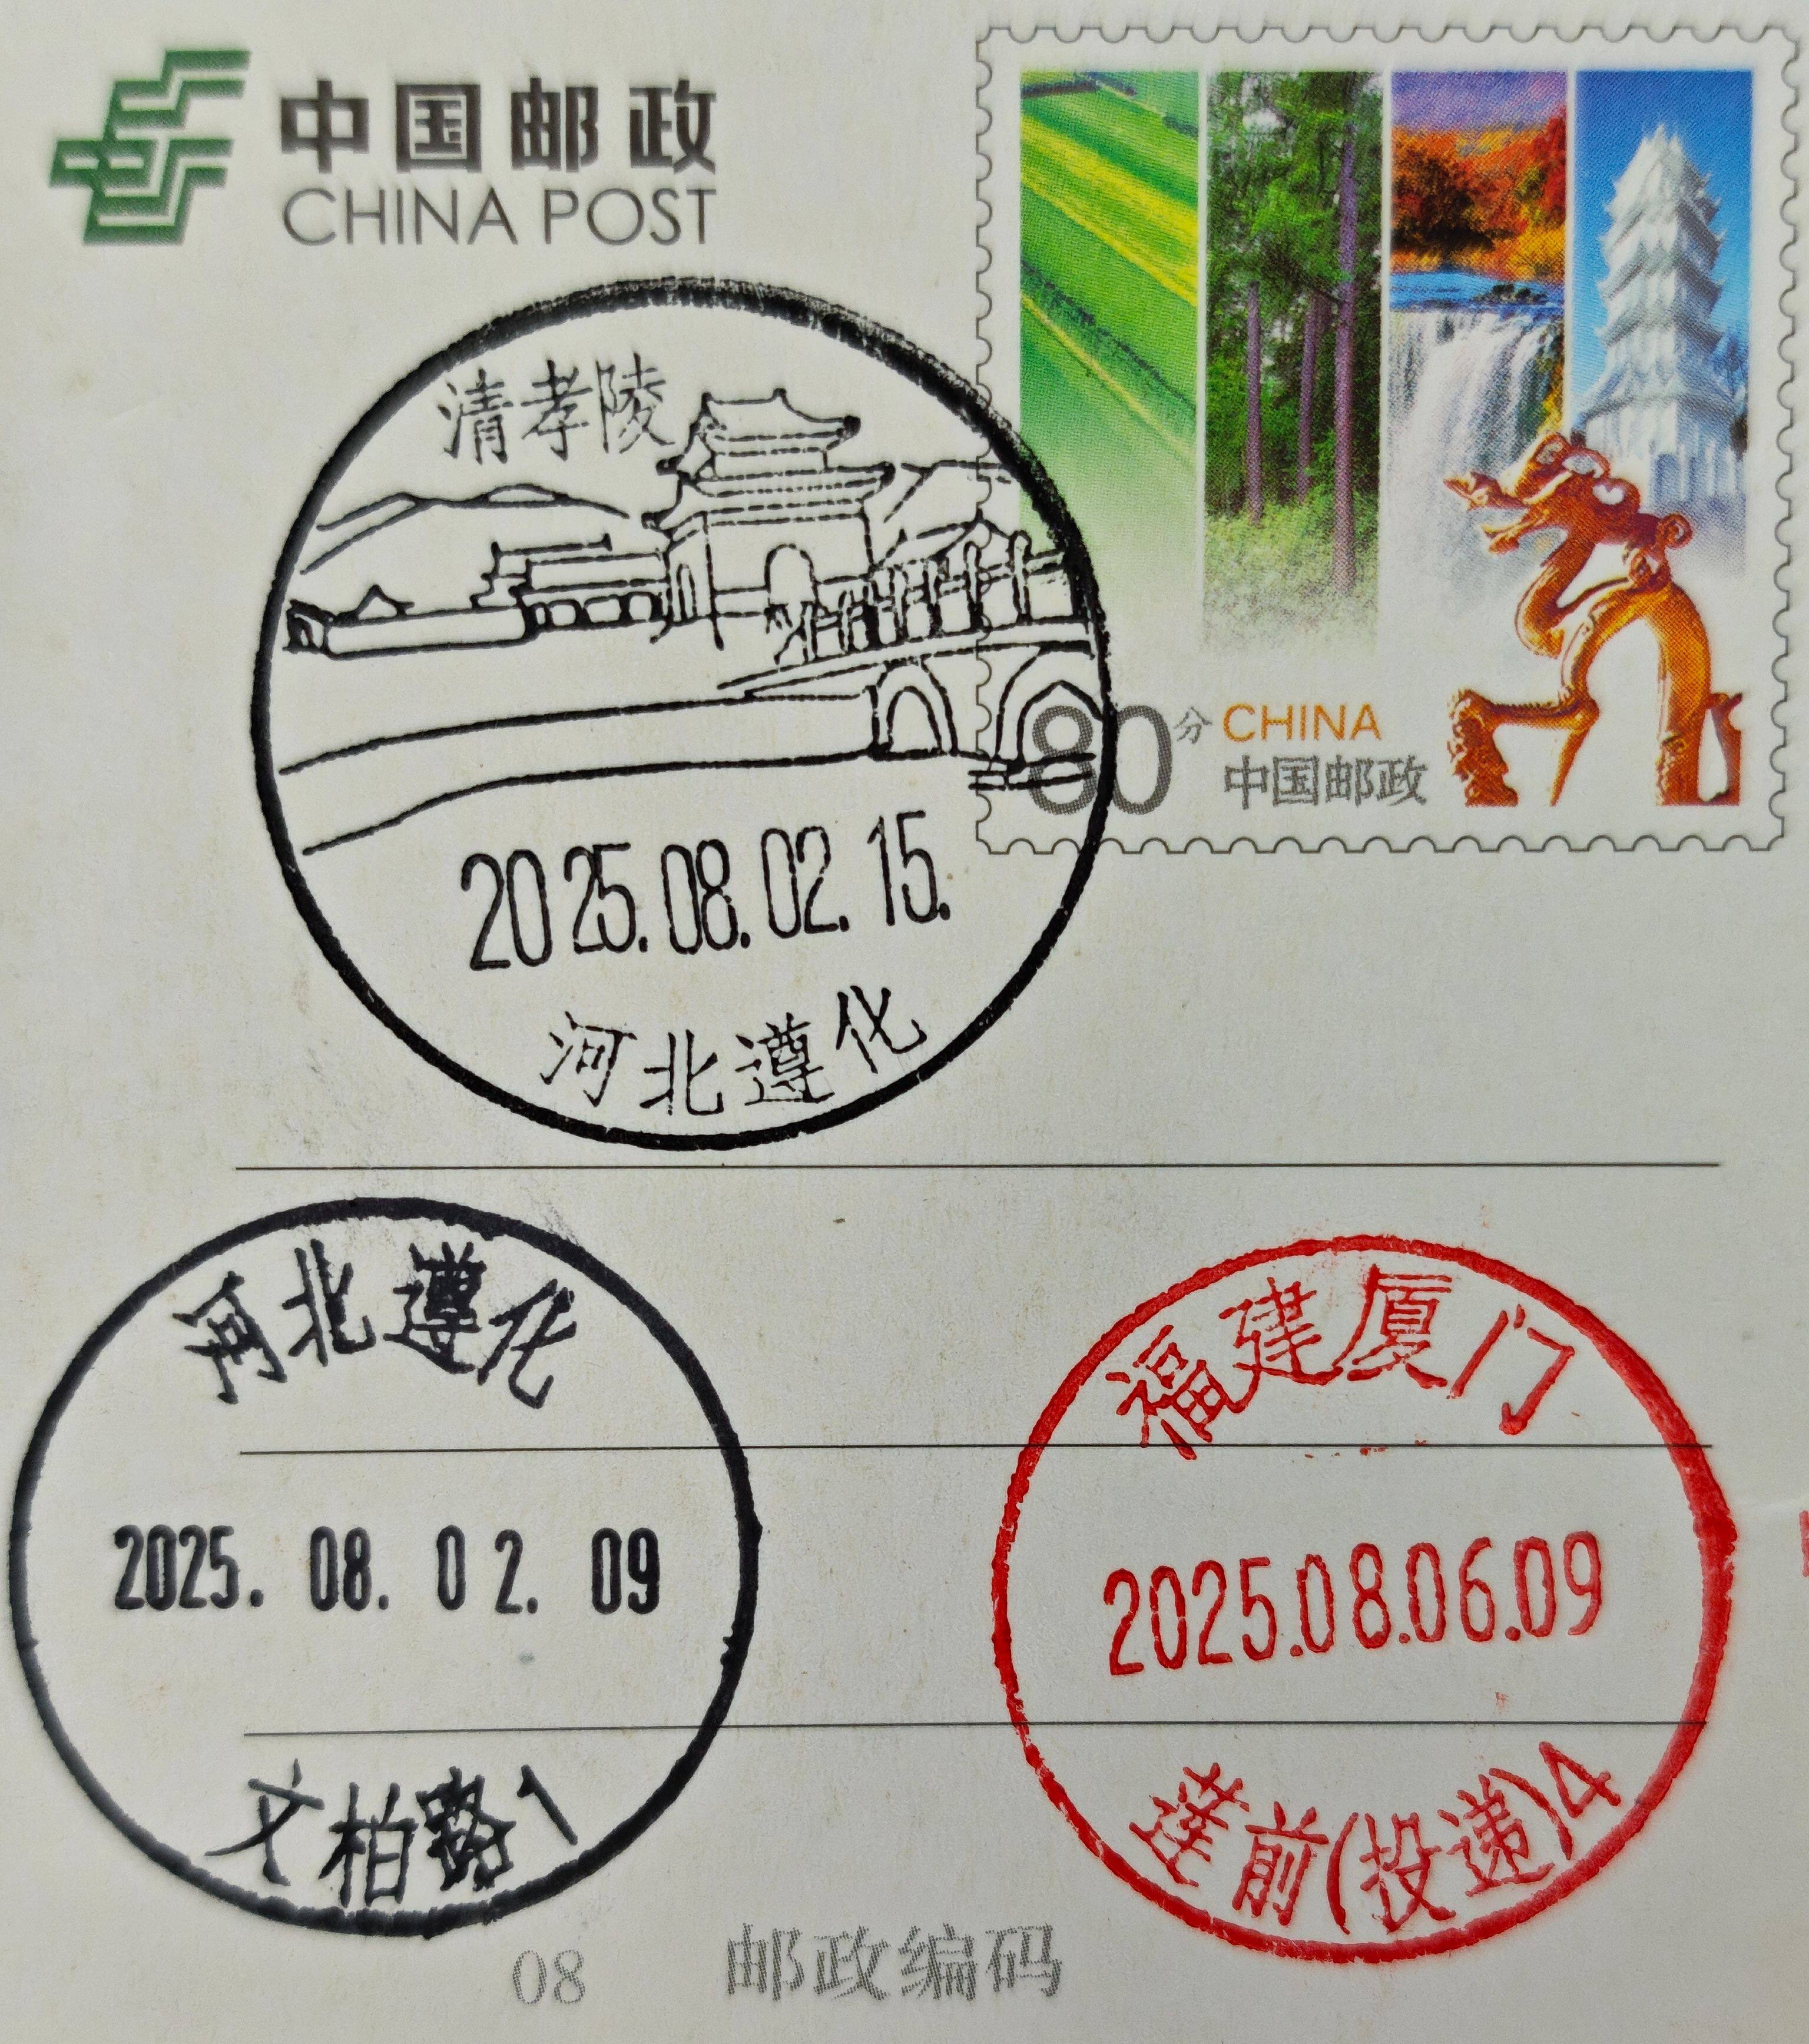 中国邮政
CHINA POST
80分 CHINA
中国邮政
清孝陵
2025.08.02.15.
河北遵化
河北遵化
2025.08.02.09
文柏路1
福建厦门
2025.08.06.09
莲前(投递)4
08 邮政编码